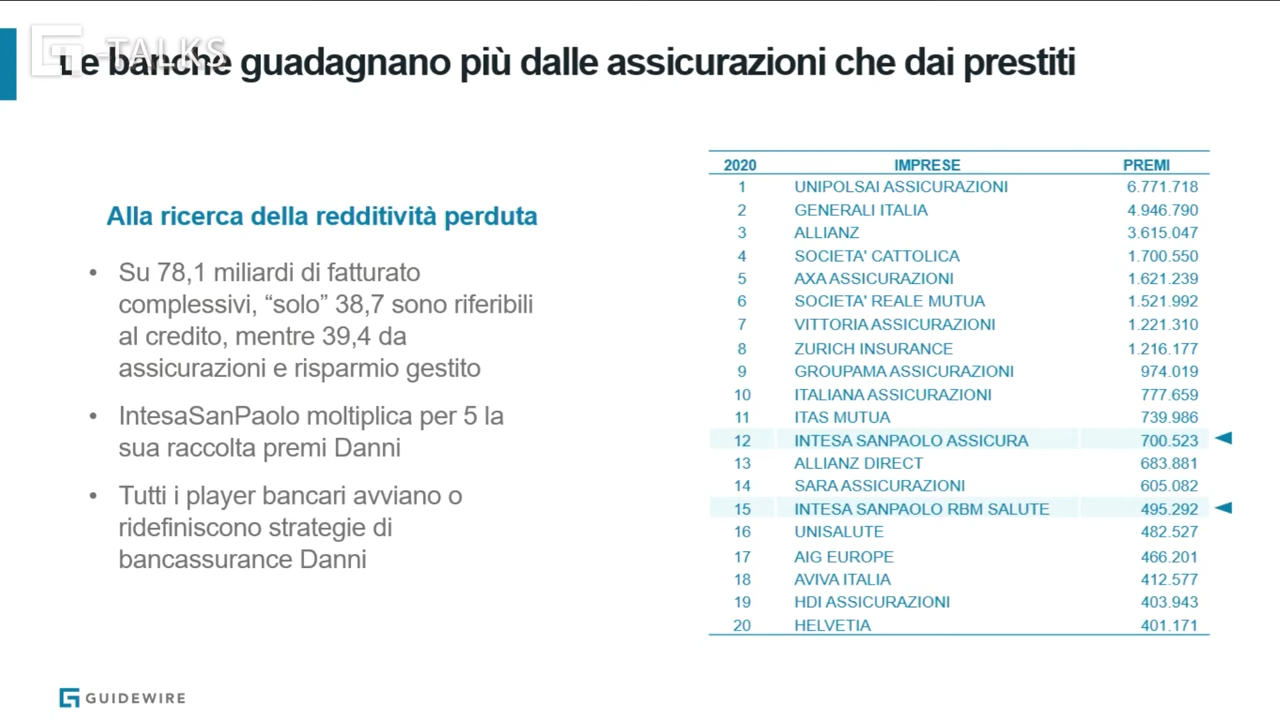 G-TALKS
Le banche guadagnano più dalle assicurazioni che dai prestiti
Alla ricerca della redditività perduta
• Su 78,1 miliardi di fatturato
complessivi, “solo” 38,7 sono riferibili
al credito, mentre 39,4 da
assicurazioni e risparmio gestito
• IntesaSanPaolo moltiplica per 5 la
sua raccolta premi Danni
• Tutti i player bancari avviano o
ridefiniscono strategie di
bancassurance Danni
2020 IMPRESE PREMI
1 UNIPOLSAI ASSICURAZIONI 6.771.718
2 GENERALI ITALIA 4.946.790
3 ALLIANZ 3.615.047
4 SOCIETA' CATTOLICA 1.700.550
5 AXA ASSICURAZIONI 1.621.239
6 SOCIETA' REALE MUTUA 1.521.992
7 VITTORIA ASSICURAZIONI 1.221.310
8 ZURICH INSURANCE 1.216.177
9 GROUPAMA ASSICURAZIONI 974.019
10 ITALIANA ASSICURAZIONI 777.659
11 ITAS MUTUA 739.986
12 INTESA SANPAOLO ASSICURA 700.523
13 ALLIANZ DIRECT 683.881
14 SARA ASSICURAZIONI 605.082
15 INTESA SANPAOLO RBM SALUTE 495.292
16 UNISALUTE 482.527
17 AIG EUROPE 466.201
18 AVIVA ITALIA 412.577
19 HDI ASSICURAZIONI 403.943
20 HELVETIA 401.171
GUIDEWIRE